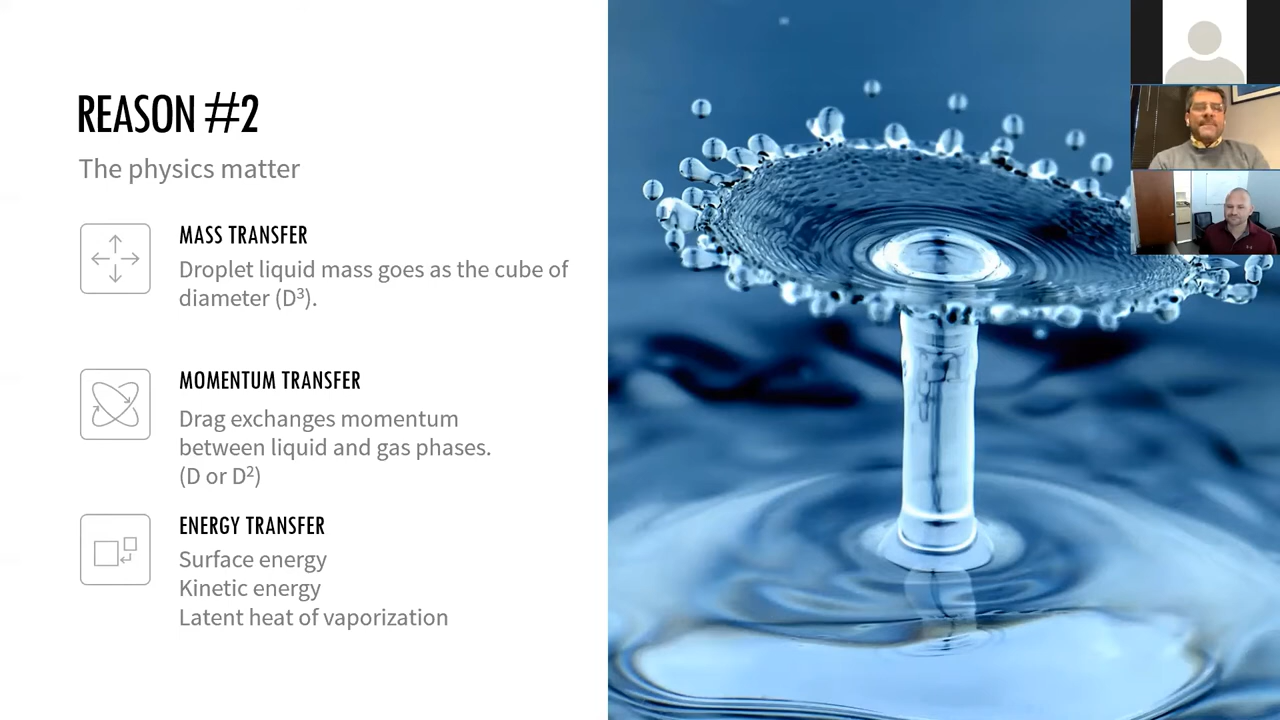 REASON #2
The physics matter
MASS TRANSFER
Droplet liquid mass goes as the cube of
diameter (D³).
MOMENTUM TRANSFER
Drag exchanges momentum
between liquid and gas phases.
(D or D²)
ENERGY TRANSFER
Surface energy
Kinetic energy
Latent heat of vaporization